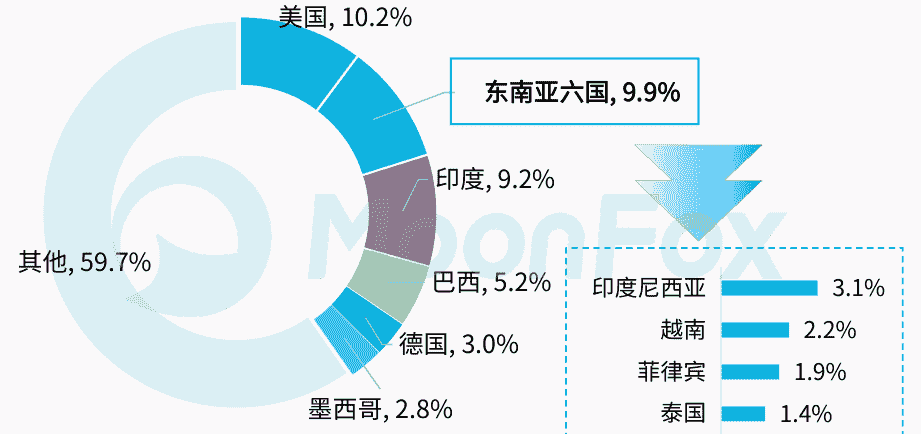 美国, 10.2%
东南亚六国, 9.9%
印度, 9.2%
巴西, 5.2%
德国, 3.0%
墨西哥, 2.8%
其他, 59.7%
MoonFox
印度尼西亚 3.1%
越南 2.2%
菲律宾 1.9%
泰国 1.4%